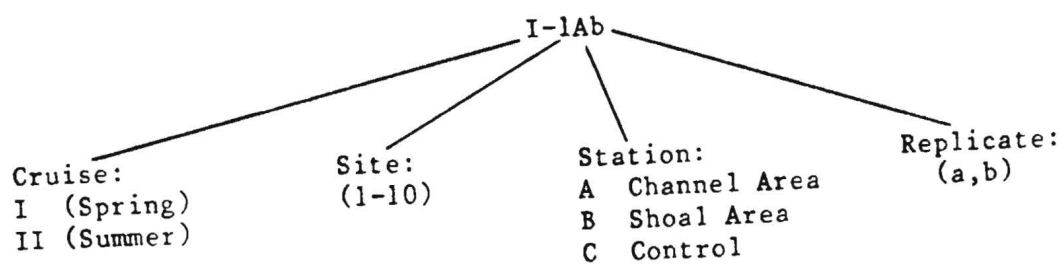 I-1Ab
Cruise:
I (Spring)
II (Summer)
Site:
(1-10)
Station:
A Channel Area
B Shoal Area
C Control
Replicate:
(a,b)